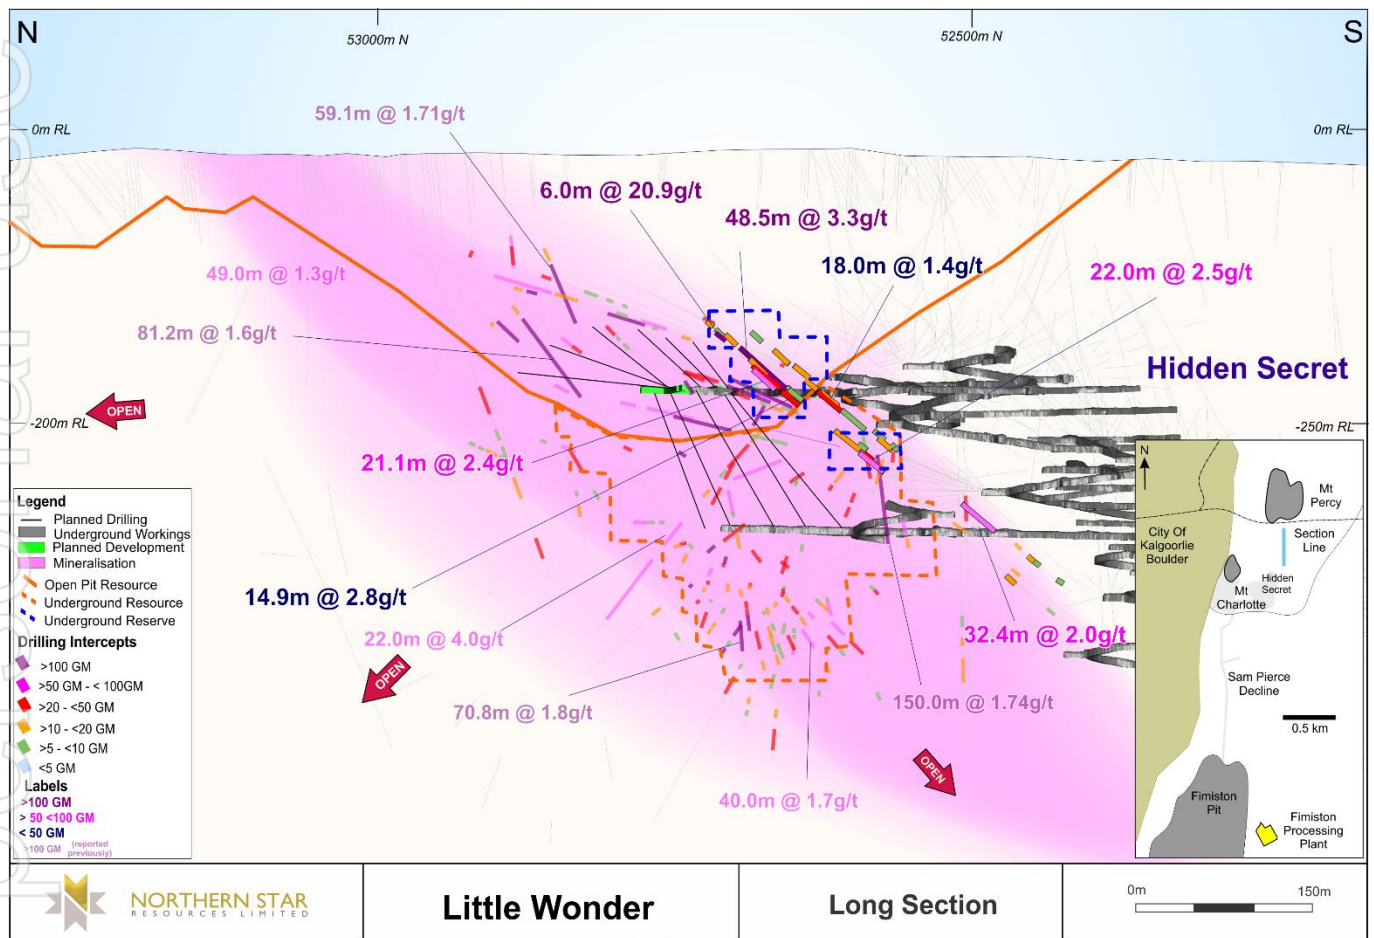 N
S
53000m N
52500m N
0m RL
0m RL
59.1m @ 1.71g/t
6.0m @ 20.9g/t
48.5m @ 3.3g/t
18.0m @ 1.4g/t
22.0m @ 2.5g/t
49.0m @ 1.3g/t
81.2m @ 1.6g/t
Hidden Secret
OPEN
-200m RL
-250m RL
21.1m @ 2.4g/t
14.9m @ 2.8g/t
22.0m @ 4.0g/t
32.4m @ 2.0g/t
OPEN
70.8m @ 1.8g/t
150.0m @ 1.74g/t
OPEN
40.0m @ 1.7g/t
Legend
Planned Drilling
Underground Workings
Planned Development
Mineralisation
Open Pit Resource
Underground Resource
Underground Reserve
Drilling Intercepts
>100 GM
>50 GM - < 100GM
>20 - <50 GM
>10 - <20 GM
>5 - <10 GM
<5 GM
Labels
>100 GM
> 50 <100 GM
< 50 GM
>100 GM (reported previously)
N
Mt
Percy
City Of
Kalgoorlie
Boulder
Section
Line
Hidden
Secret
Mt
Charlotte
Sam Pierce
Decline
0.5 km
Fimiston
Pit
Fimiston
Processing
Plant
NORTHERN STAR
RESOURCES LIMITED
Little Wonder
Long Section
0m
150m